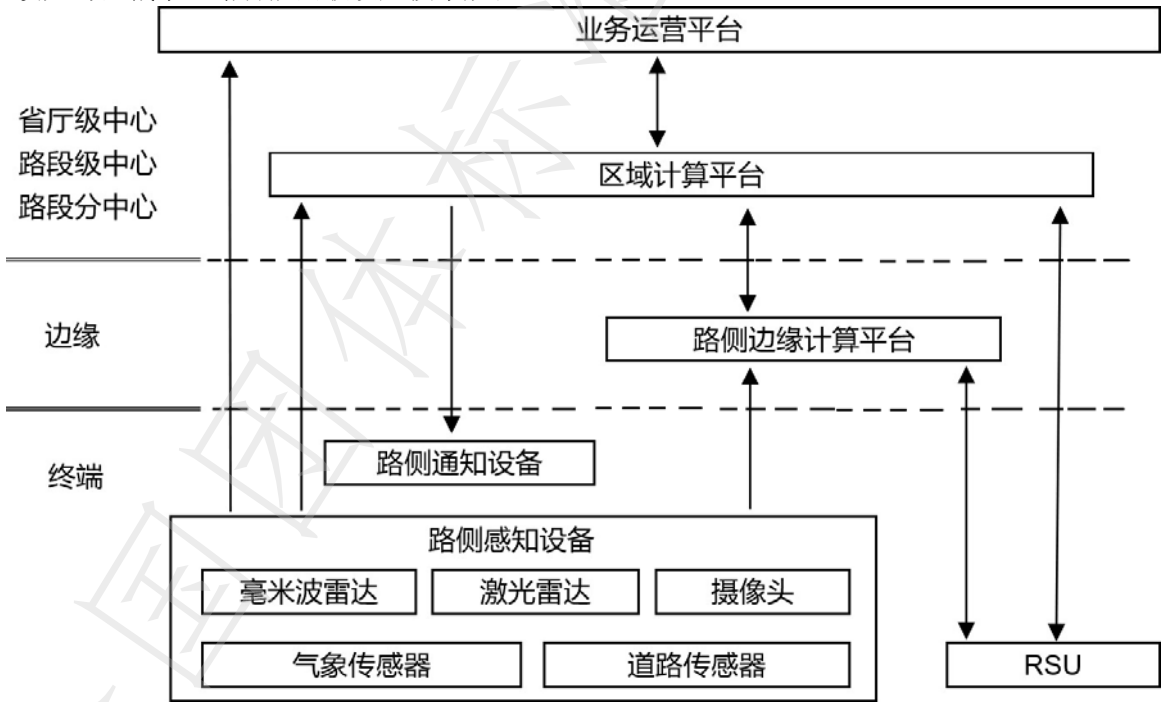 业务运营平台
省厅级中心
路段级中心
路段分中心
区域计算平台
边缘
路侧边缘计算平台
终端
路侧通知设备
路侧感知设备
毫米波雷达
激光雷达
摄像头
气象传感器
道路传感器
RSU